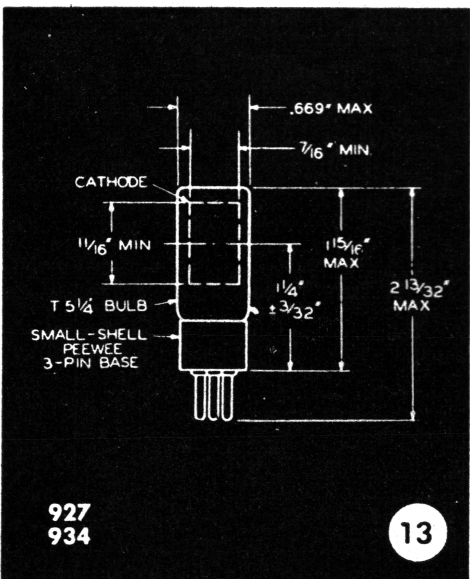 .669" MAX
7/16" MIN.
CATHODE
11/16" MIN
1 15/16"
MAX
1 1/4"
± 3/32"
2 13/32"
MAX
T 5 1/4 BULB
SMALL-SHELL
PEEWEE
3-PIN BASE
927
934
13